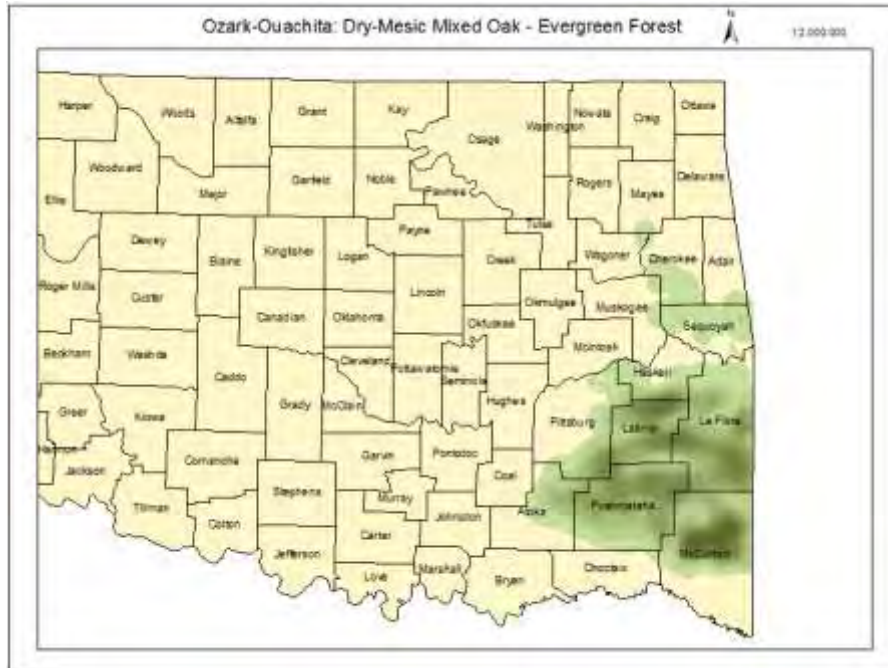 Ozark-Ouachita: Dry-Mesic Mixed Oak - Evergreen Forest
N
Harper
Woods
Alfalfa
Grant
Kay
Osage
Washington
Nowata
Craig
Ottawa
Woodward
Major
Garfield
Noble
Pawnee
Rogers
Mayes
Delaware
Ellis
Dewey
Blaine
Kingfisher
Logan
Payne
Creek
Tulsa
Wagoner
Cherokee
Adair
Roger Mills
Custer
Canadian
Oklahoma
Lincoln
Okmulgee
Muskogee
Sequoyah
Beckham
Washita
Caddo
Grady
Cleveland
Pottawatomie
Seminole
Okfuskee
McIntosh
Haskell
Greer
Kiowa
McClain
Hughes
Pittsburg
Latimer
Le Flore
Harmon
Jackson
Comanche
Garvin
Pontotoc
Coal
Tillman
Cotton
Stephens
Murray
Johnston
Atoka
Pushmataha
Jefferson
Carter
Love
Marshall
Bryan
Choctaw
McCurtain